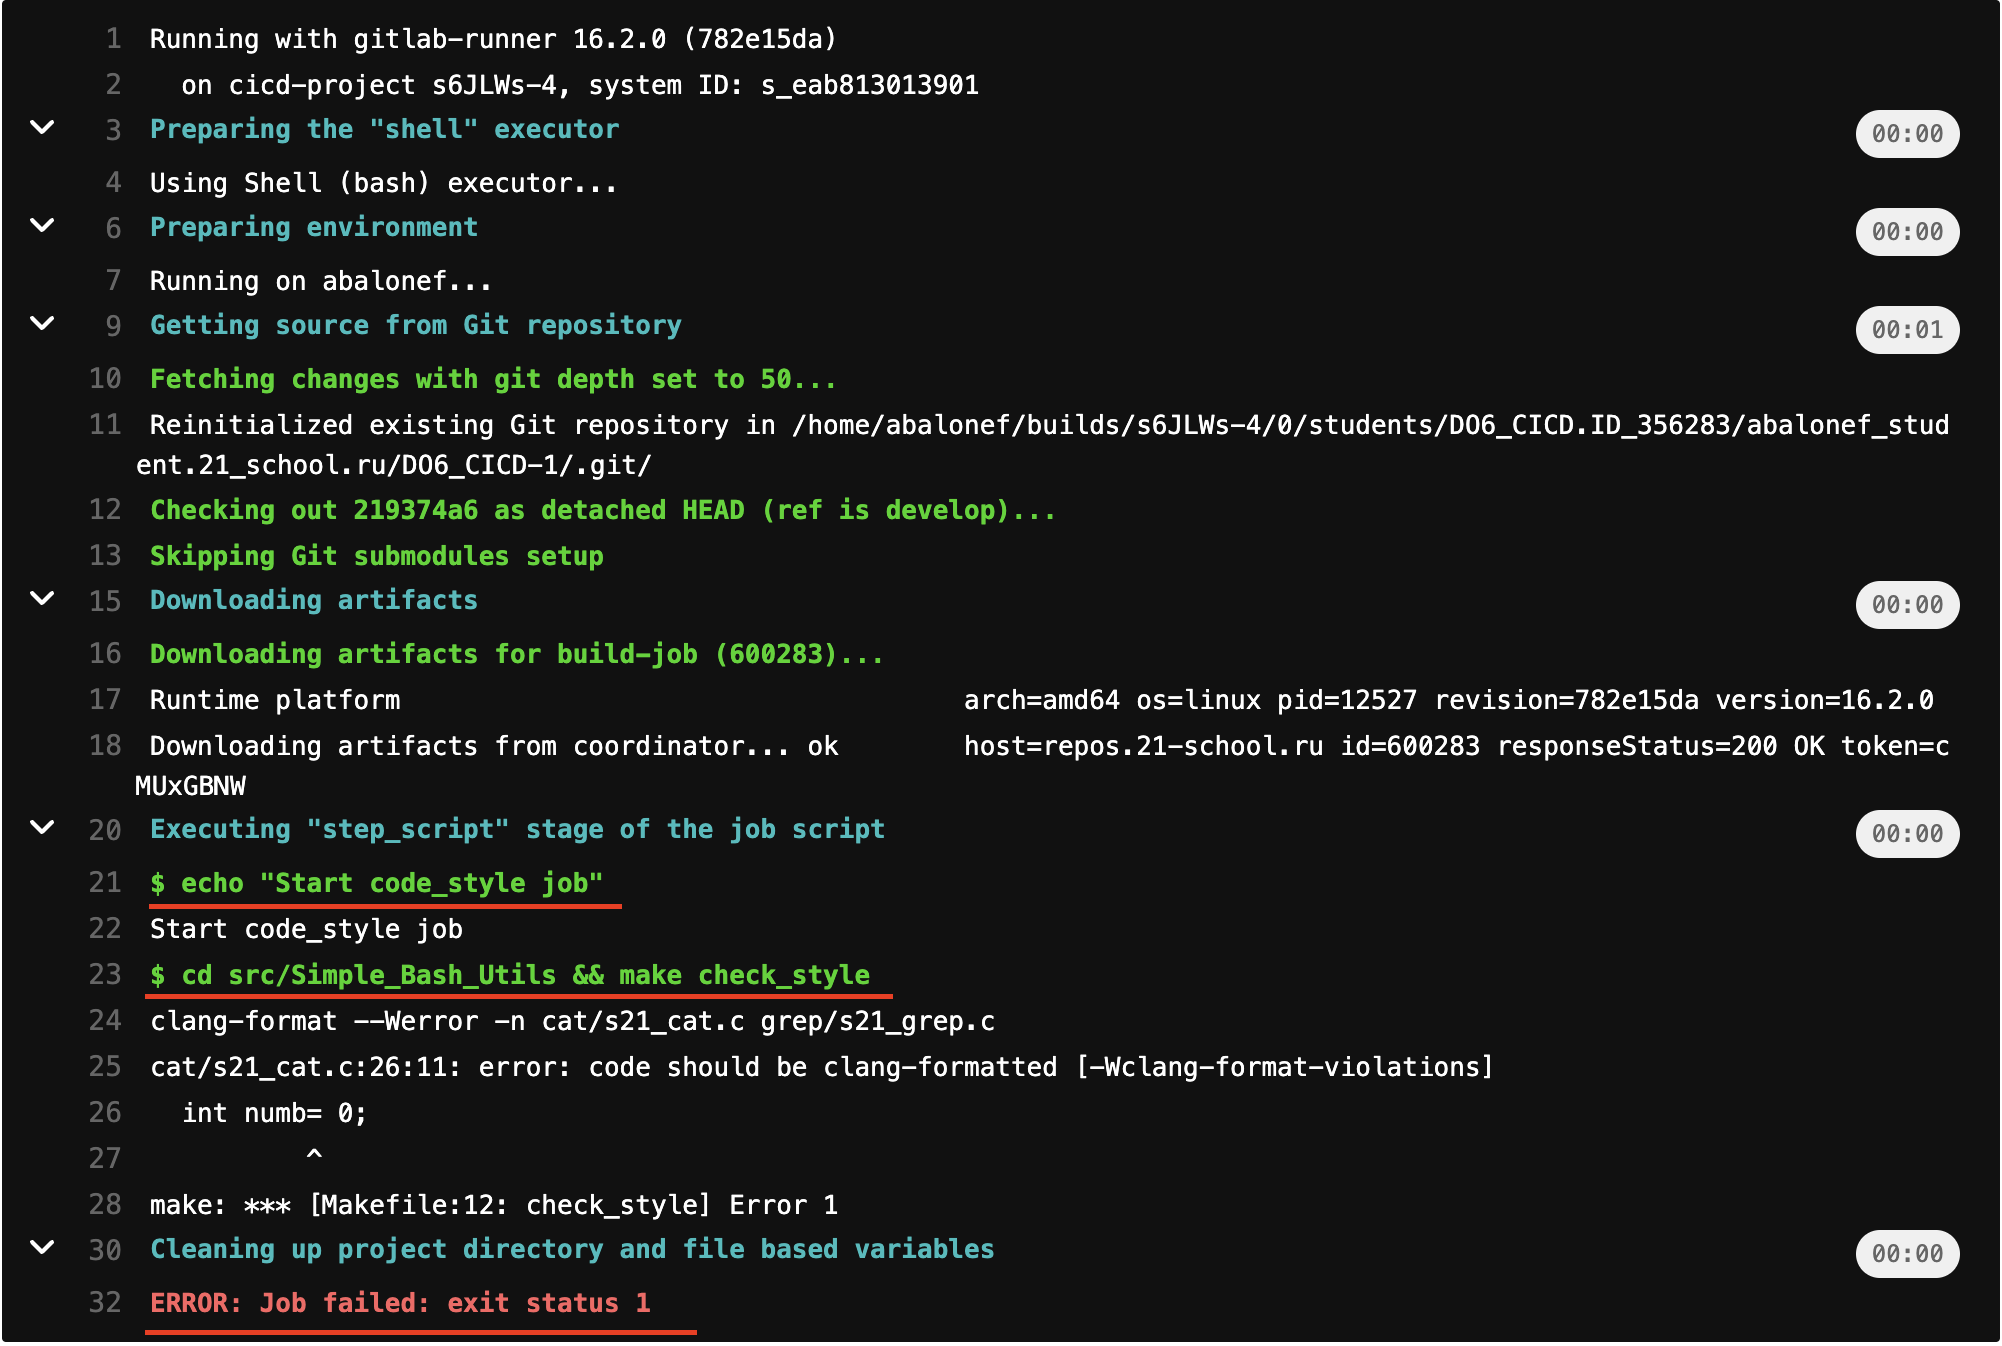 1 Running with gitlab-runner 16.2.0 (782e15da)
2   on cicd-project s6JLWs-4, system ID: s_eab813013901
3 Preparing the "shell" executor 00:00
4 Using Shell (bash) executor...
6 Preparing environment 00:00
7 Running on abalonef...
9 Getting source from Git repository 00:01
10 Fetching changes with git depth set to 50...
11 Reinitialized existing Git repository in /home/abalonef/builds/s6JLWs-4/0/students/DO6_CICD.ID_356283/abalonef_stud
ent.21_school.ru/DO6_CICD-1/.git/
12 Checking out 219374a6 as detached HEAD (ref is develop)...
13 Skipping Git submodules setup
15 Downloading artifacts 00:00
16 Downloading artifacts for build-job (600283)...
17 Runtime platform                                    arch=amd64 os=linux pid=12527 revision=782e15da version=16.2.0
18 Downloading artifacts from coordinator... ok        host=repos.21-school.ru id=600283 responseStatus=200 OK token=c
MUxGBNW
20 Executing "step_script" stage of the job script 00:00
21 $ echo "Start code_style job"
22 Start code_style job
23 $ cd src/Simple_Bash_Utils && make check_style
24 clang-format --Werror -n cat/s21_cat.c grep/s21_grep.c
25 cat/s21_cat.c:26:11: error: code should be clang-formatted [-Wclang-format-violations]
26   int numb= 0;
27           ^
28 make: *** [Makefile:12: check_style] Error 1
30 Cleaning up project directory and file based variables 00:00
32 ERROR: Job failed: exit status 1